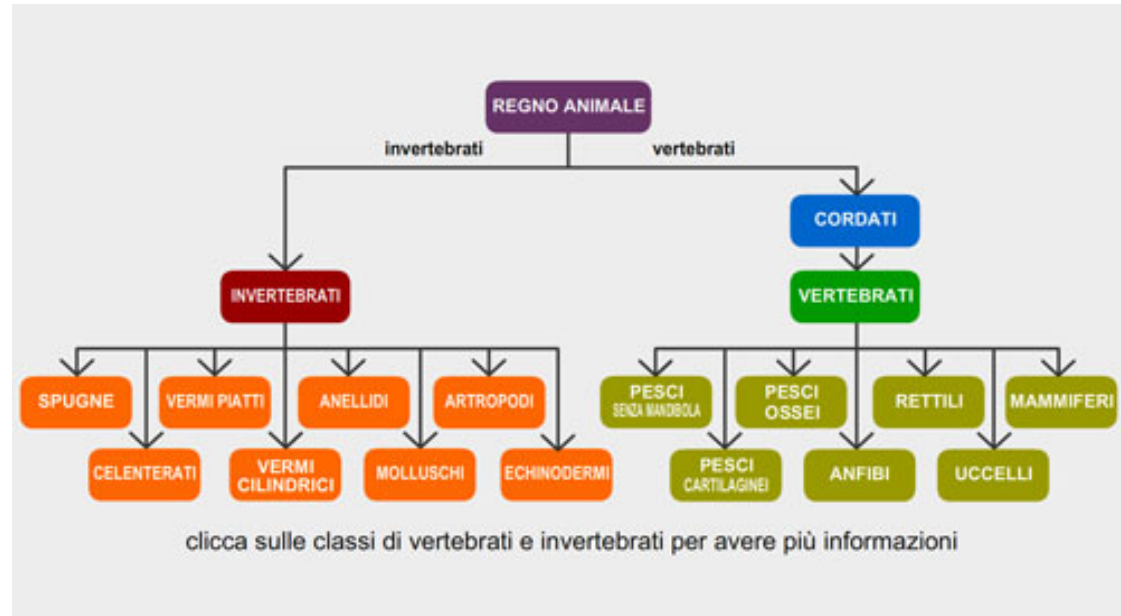 REGNO ANIMALE
invertebrati
vertebrati
CORDATI
INVERTEBRATI
VERTEBRATI
SPUGNE
VERMI PIATTI
ANELLIDI
ARTROPODI
PESCI
SENZA MANDIBOLA
PESCI
OSSEI
RETTILI
MAMMIFERI
CELENTERATI
VERMI
CILINDRICI
MOLLUSCHI
ECHINODERMI
PESCI
CARTILAGINEI
ANFIBI
UCCELLI
clicca sulle classi di vertebrati e invertebrati per avere più informazioni